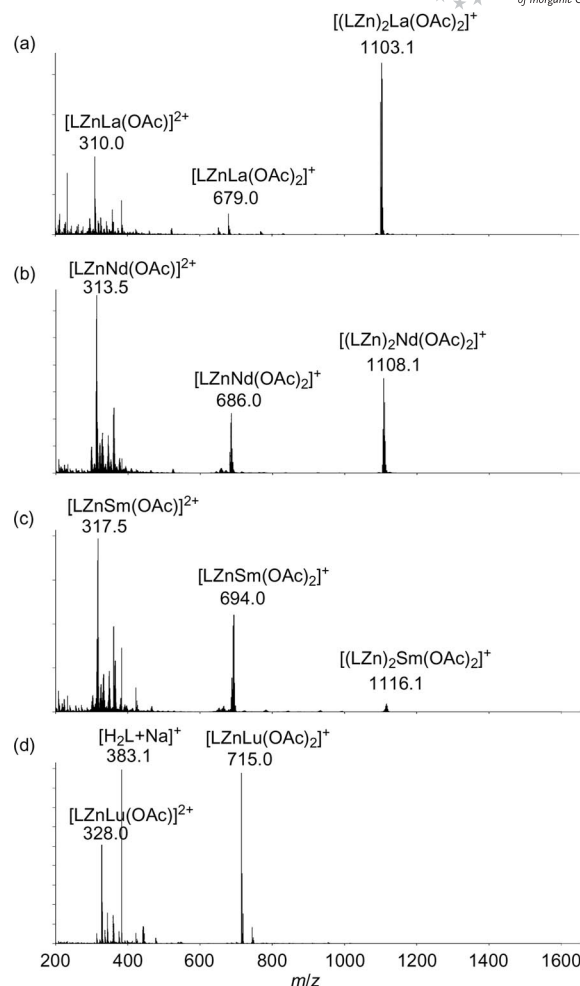 of Inorganic C
(a)
[(LZn)₂La(OAc)₂]⁺
1103.1
[LZnLa(OAc)]²⁺
310.0
[LZnLa(OAc)₂]⁺
679.0
(b)
[LZnNd(OAc)]²⁺
313.5
[(LZn)₂Nd(OAc)₂]⁺
1108.1
[LZnNd(OAc)₂]⁺
686.0
(c)
[LZnSm(OAc)]²⁺
317.5
[LZnSm(OAc)₂]⁺
694.0
[(LZn)₂Sm(OAc)₂]⁺
1116.1
(d)
[H₂L+Na]⁺
383.1
[LZnLu(OAc)₂]⁺
715.0
[LZnLu(OAc)]²⁺
328.0
200 400 600 800 1000 1200 1400 1600
m/z